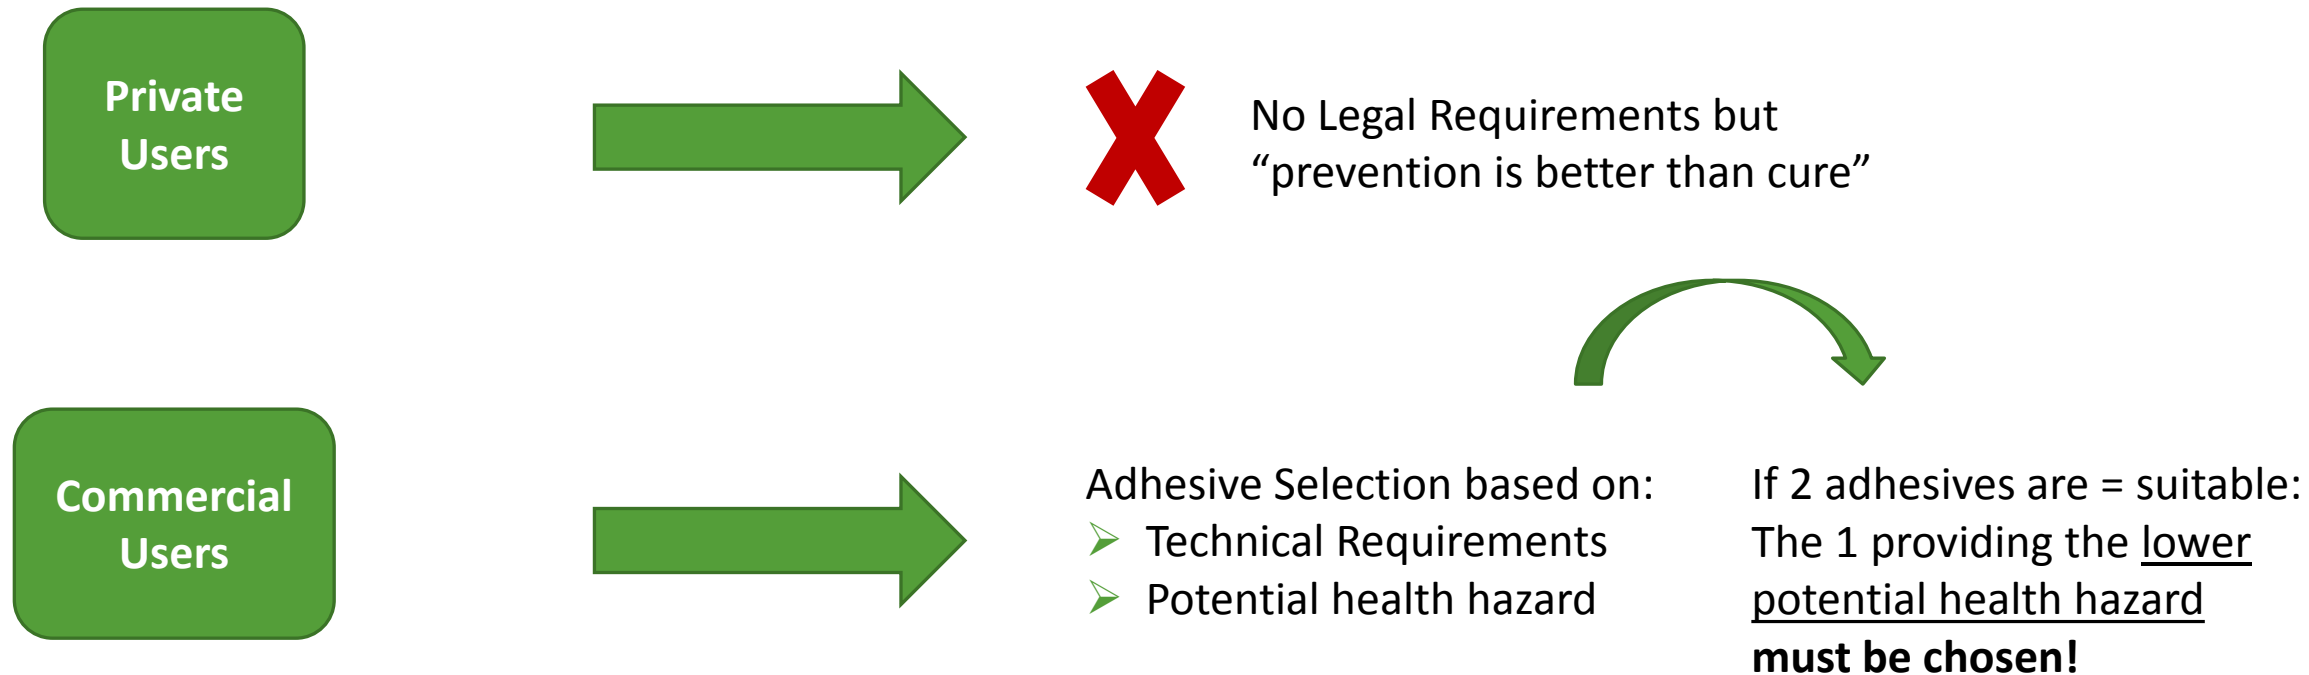 Private
Users
No Legal Requirements but
“prevention is better than cure”
Commercial
Users
Adhesive Selection based on:
Technical Requirements
Potential health hazard
If 2 adhesives are = suitable:
The 1 providing the lower
potential health hazard
must be chosen!